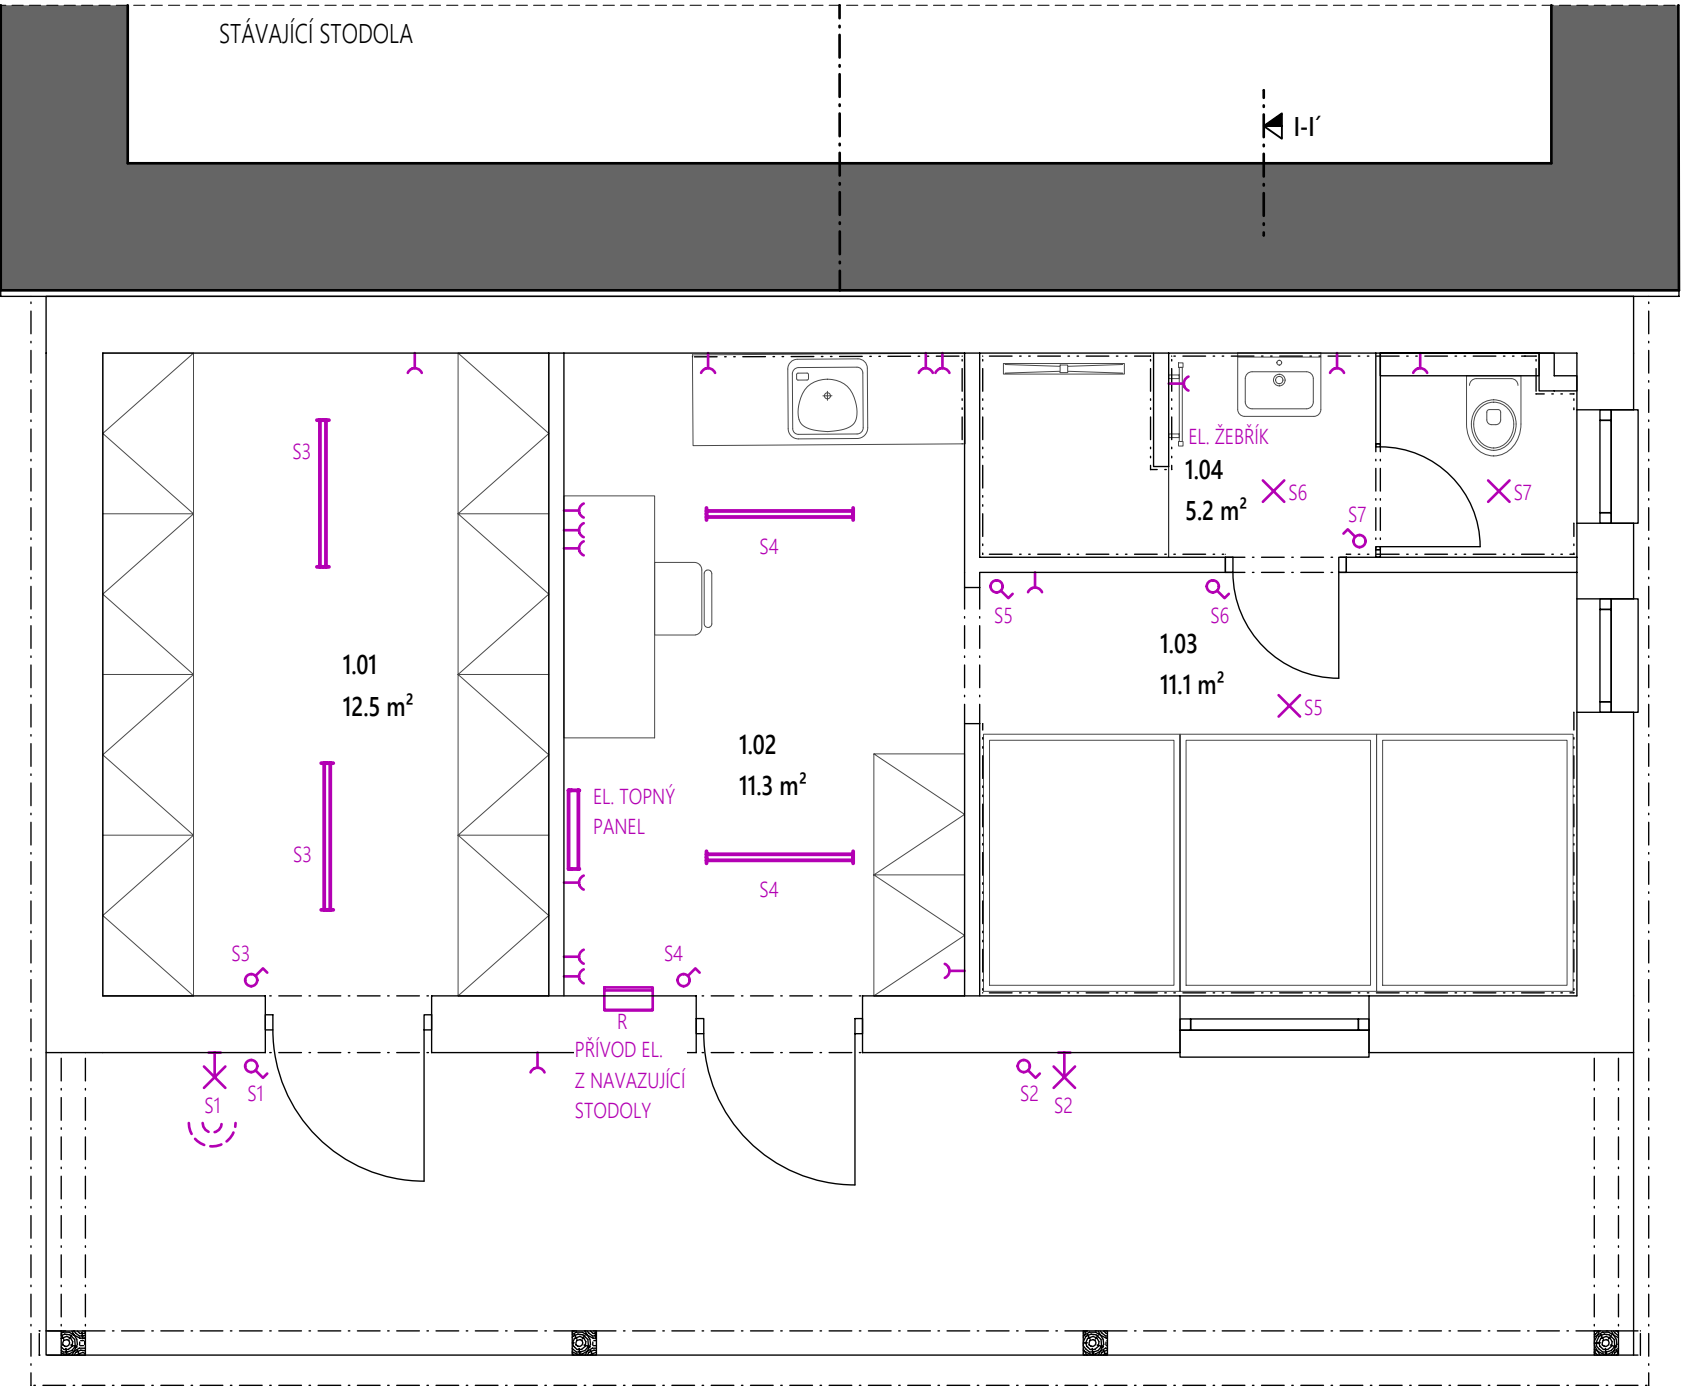 STÁVAJÍCÍ STODOLA
I-I´
S3
EL. ŽEBŘÍK
1.04
5.2 m²
S6
S7
S7
S4
S5
S6
1.01
12.5 m²
1.03
11.1 m²
S5
1.02
11.3 m²
EL. TOPNÝ
PANEL
S3
S4
S3
S4
R
PŘÍVOD EL.
Z NAVAZUJÍCÍ
STODOLY
S1
S1
S2
S2